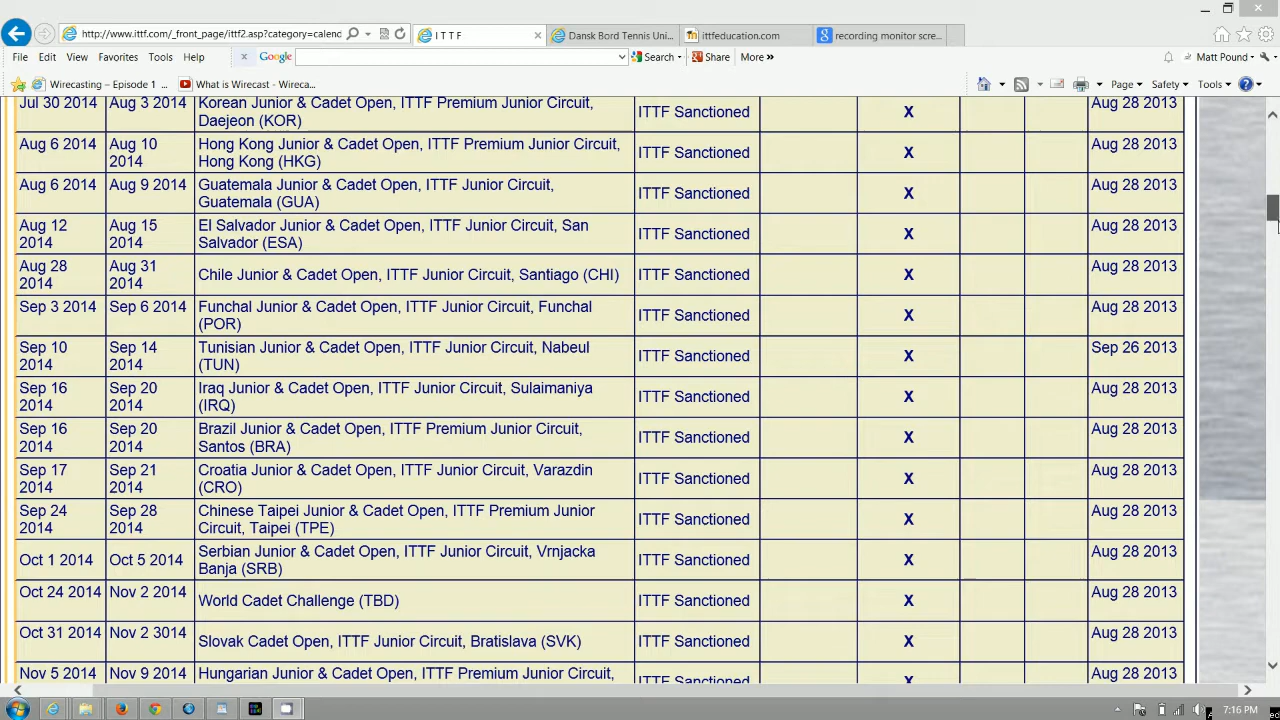 http://www.ittf.com/_front_page/ittf2.asp?category=calend
I T T F
Dansk Bord Tennis Uni...
ittfeducation.com
recording monitor scre...
File Edit View Favorites Tools Help
x Google Search Share More »
Matt Pound
Wirecasting – Episode 1 ...
What is Wirecast - Wireca...
Page Safety Tools
Jul 30 2014 Aug 3 2014 Korean Junior & Cadet Open, ITTF Premium Junior Circuit, ITTF Sanctioned X Aug 28 2013
Daejeon (KOR)
Aug 6 2014 Aug 10 Hong Kong Junior & Cadet Open, ITTF Premium Junior Circuit, ITTF Sanctioned X Aug 28 2013
2014 Hong Kong (HKG)
Aug 6 2014 Aug 9 2014 Guatemala Junior & Cadet Open, ITTF Junior Circuit, ITTF Sanctioned X Aug 28 2013
Guatemala (GUA)
Aug 12 Aug 15 El Salvador Junior & Cadet Open, ITTF Junior Circuit, San ITTF Sanctioned X Aug 28 2013
2014 2014 Salvador (ESA)
Aug 28 Aug 31 Chile Junior & Cadet Open, ITTF Junior Circuit, Santiago (CHI) ITTF Sanctioned X Aug 28 2013
2014 2014
Sep 3 2014 Sep 6 2014 Funchal Junior & Cadet Open, ITTF Junior Circuit, Funchal ITTF Sanctioned X Aug 28 2013
(POR)
Sep 10 Sep 14 Tunisian Junior & Cadet Open, ITTF Junior Circuit, Nabeul ITTF Sanctioned X Sep 26 2013
2014 2014 (TUN)
Sep 16 Sep 20 Iraq Junior & Cadet Open, ITTF Junior Circuit, Sulaimaniya ITTF Sanctioned X Aug 28 2013
2014 2014 (IRQ)
Sep 16 Sep 20 Brazil Junior & Cadet Open, ITTF Premium Junior Circuit, ITTF Sanctioned X Aug 28 2013
2014 2014 Santos (BRA)
Sep 17 Sep 21 Croatia Junior & Cadet Open, ITTF Junior Circuit, Varazdin ITTF Sanctioned X Aug 28 2013
2014 2014 (CRO)
Sep 24 Sep 28 Chinese Taipei Junior & Cadet Open, ITTF Premium Junior ITTF Sanctioned X Aug 28 2013
2014 2014 Circuit, Taipei (TPE)
Oct 1 2014 Oct 5 2014 Serbian Junior & Cadet Open, ITTF Junior Circuit, Vrnjacka ITTF Sanctioned X Aug 28 2013
Banja (SRB)
Oct 24 2014 Nov 2 2014 World Cadet Challenge (TBD) ITTF Sanctioned X Aug 28 2013
Oct 31 2014 Nov 2 3014 Slovak Cadet Open, ITTF Junior Circuit, Bratislava (SVK) ITTF Sanctioned X Aug 28 2013
Nov 5 2014 Nov 9 2014 Hungarian Junior & Cadet Open, ITTF Premium Junior Circuit, ITTF Sanctioned X Aug 28 2013
7:16 PM